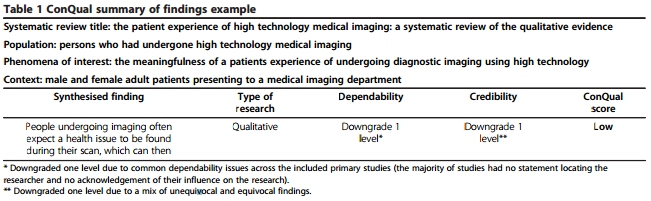 Table 1 ConQual summary of findings example
Systematic review title: the patient experience of high technology medical imaging: a systematic review of the qualitative evidence
Population: persons who had undergone high technology medical imaging
Phenomena of interest: the meaningfulness of a patients experience of undergoing diagnostic imaging using high technology
Context: male and female adult patients presenting to a medical imaging department
Synthesised finding Type of research Dependability Credibility ConQual score
People undergoing imaging often expect a health issue to be found during their scan, which can then Qualitative Downgrade 1 level* Downgrade 1 level** Low
* Downgraded one level due to common dependability issues across the included primary studies (the majority of studies had no statement locating the
researcher and no acknowledgement of their influence on the research).
** Downgraded one level due to a mix of unequivocal and equivocal findings.